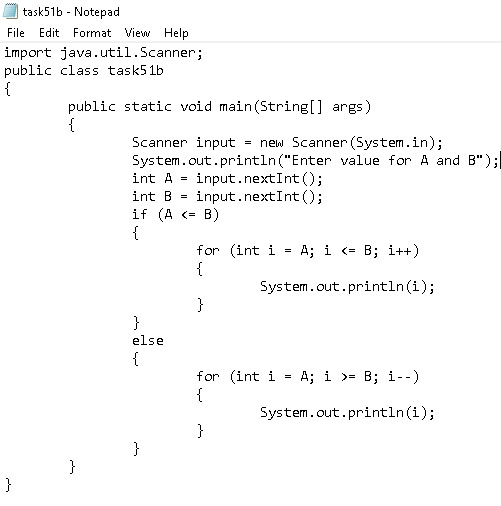 task51b - Notepad
File Edit Format View Help
import java.util.Scanner;
public class task51b
{
        public static void main(String[] args)
        {
                Scanner input = new Scanner(System.in);
                System.out.println("Enter value for A and B");
                int A = input.nextInt();
                int B = input.nextInt();
                if (A <= B)
                {
                        for (int i = A; i <= B; i++)
                        {
                                System.out.println(i);
                        }
                }
                else
                {
                        for (int i = A; i >= B; i--)
                        {
                                System.out.println(i);
                        }
                }
        }
}